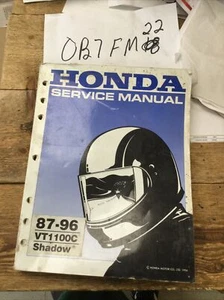 22
OB7FM
HONDA
SERVICE MANUAL
87-96
VT1100C
Shadow